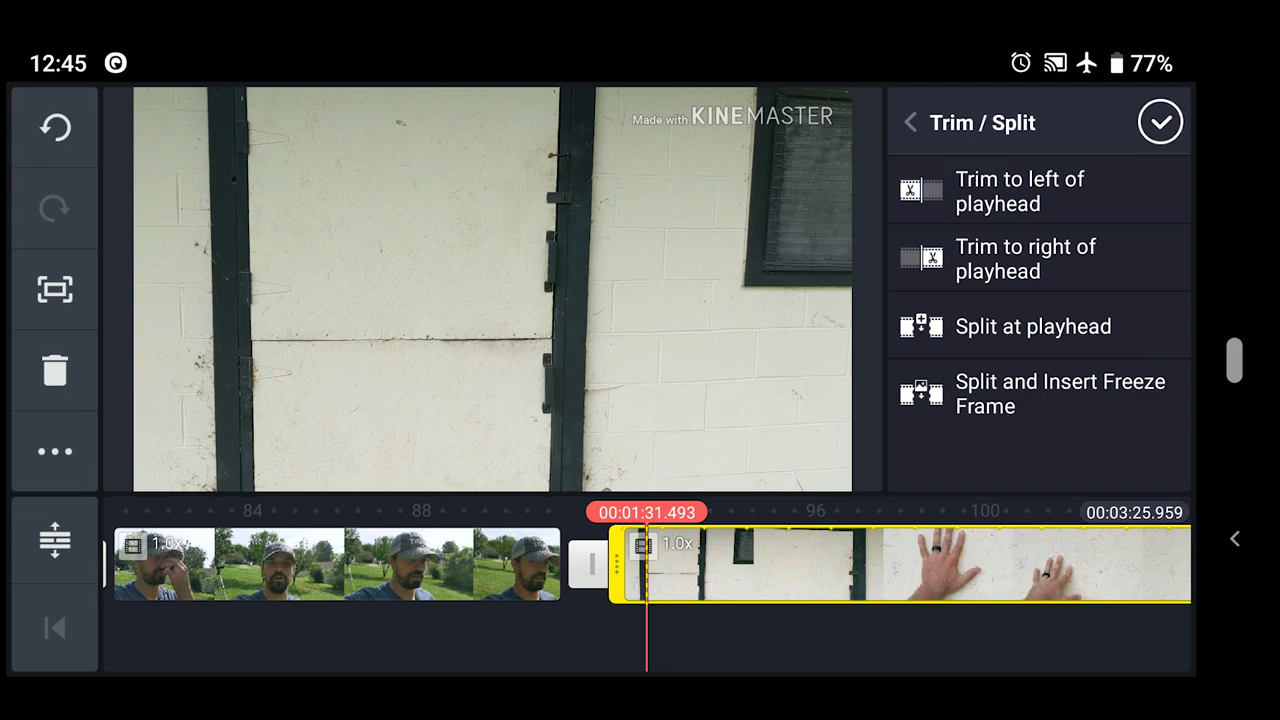 12:45
77%
Made with KINEMASTER
Trim / Split
Trim to left of
playhead
Trim to right of
playhead
Split at playhead
Split and Insert Freeze
Frame
84
88
00:01:31.493
96
100
00:03:25.959
1.0x
1.0x